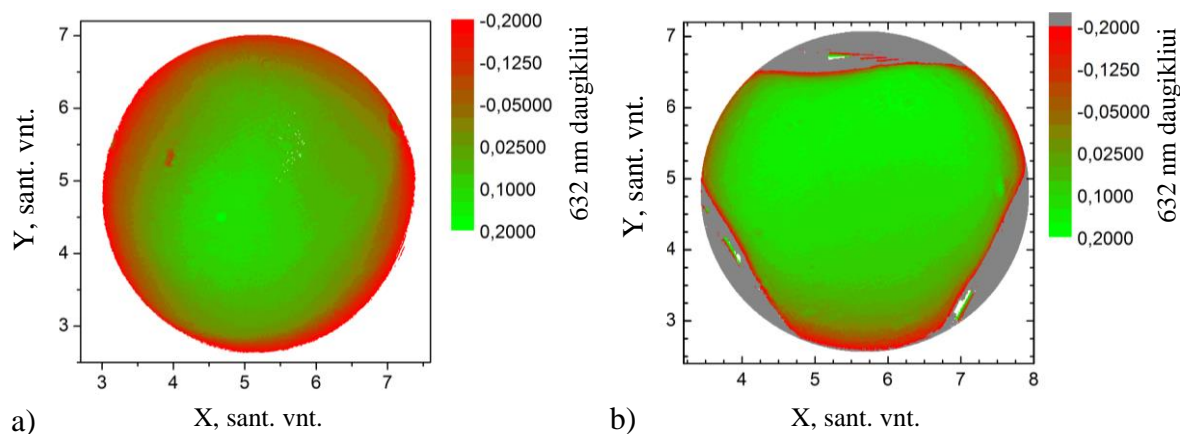 7
6
5
4
3
3 4 5 6 7
Y, sant. vnt.
X, sant. vnt.
a)
-0,2000
-0,1250
-0,05000
0,02500
0,1000
0,2000
632 nm daugikliui
7
6
5
4
3
4 5 6 7 8
Y, sant. vnt.
X, sant. vnt.
b)
-0,2000
-0,1250
-0,05000
0,02500
0,1000
0,2000
632 nm daugikliui